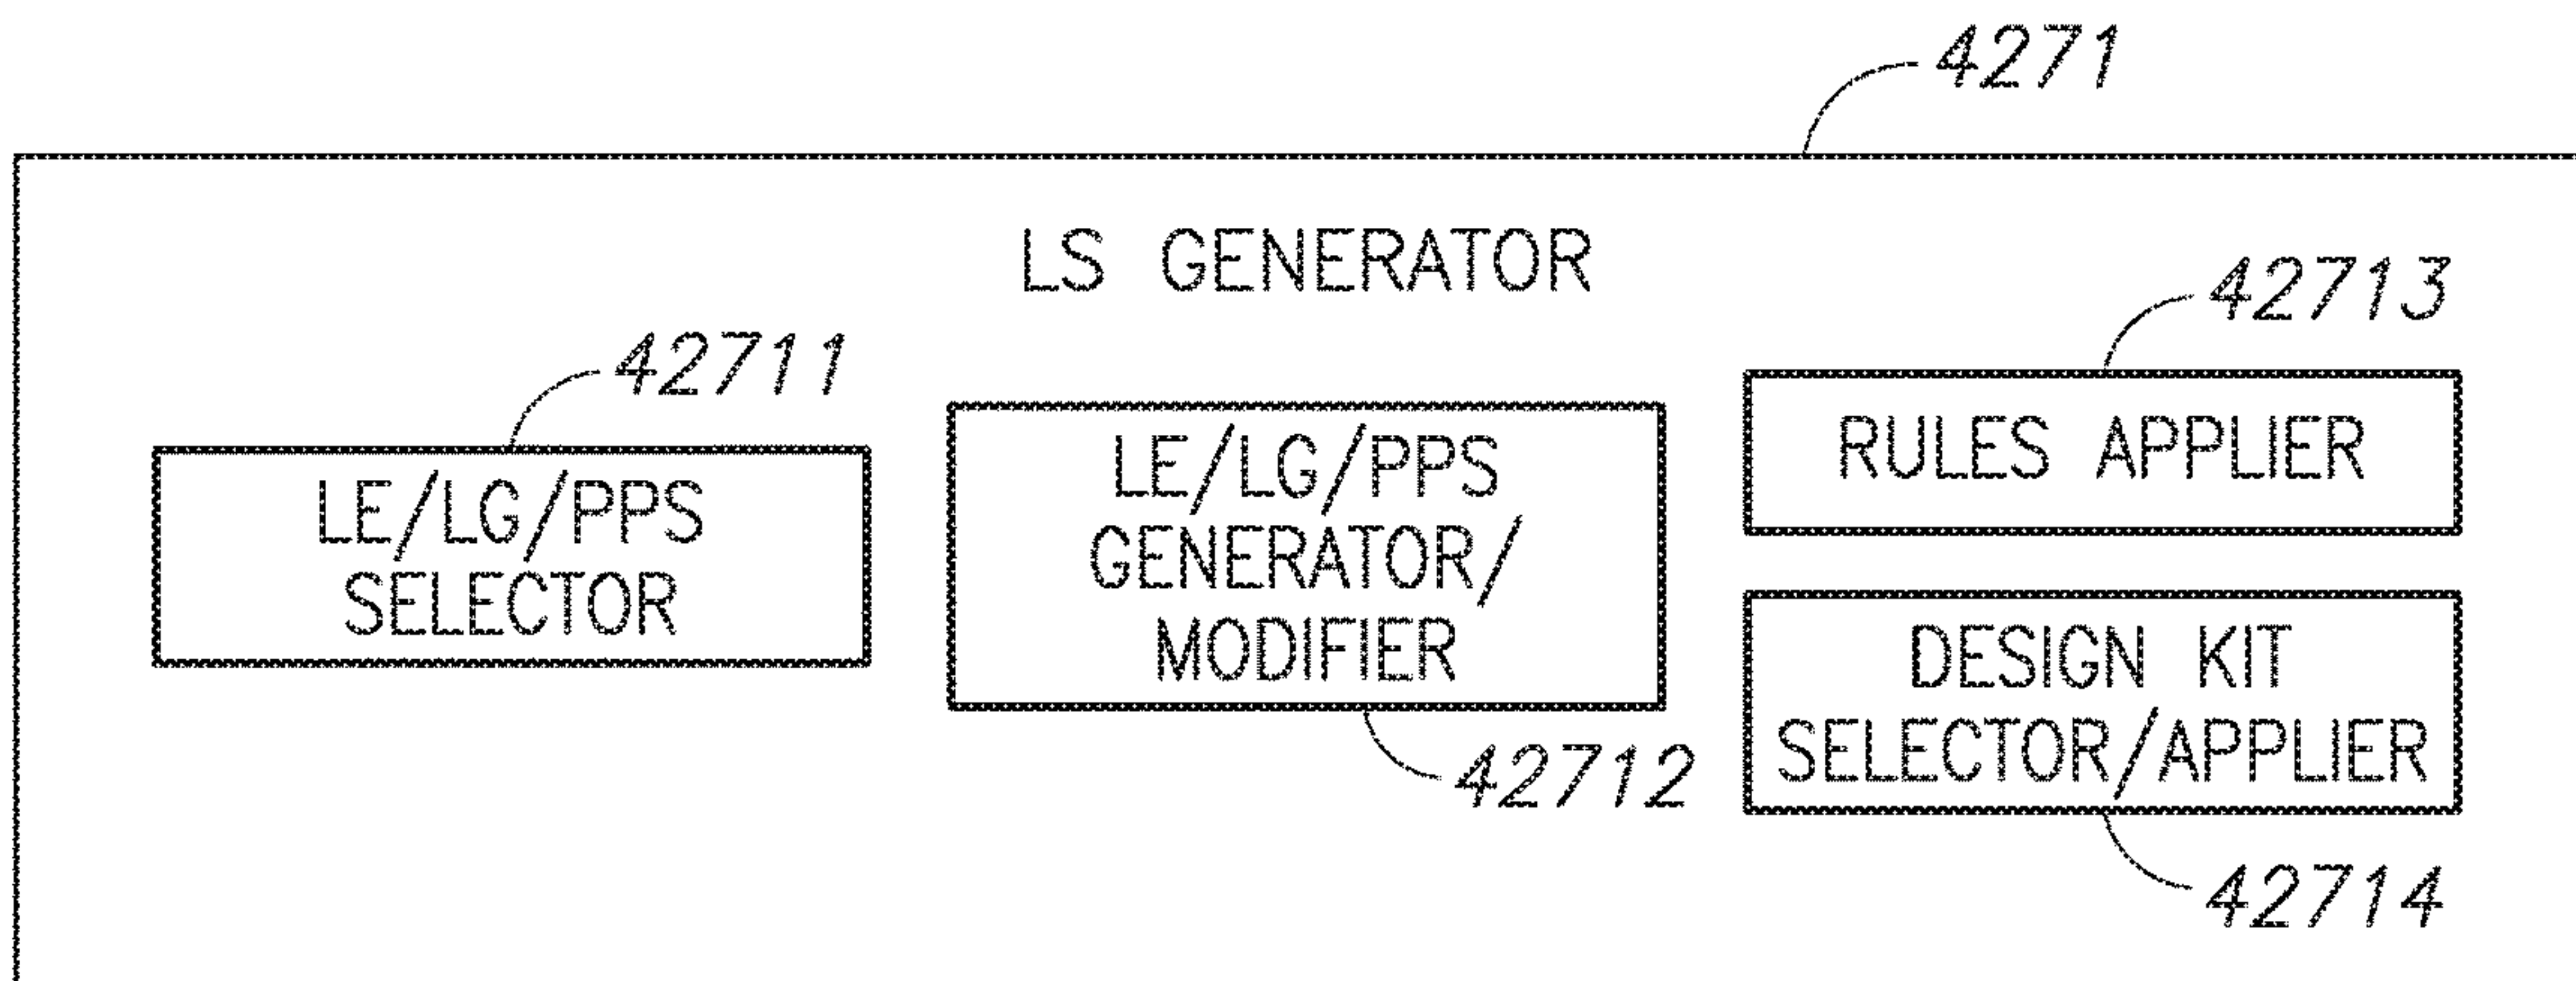 4271
LS GENERATOR
42711
LE/LG/PPS
SELECTOR
LE/LG/PPS
GENERATOR/
MODIFIER
42712
42713
RULES APPLIER
DESIGN KIT
SELECTOR/APPLIER
42714